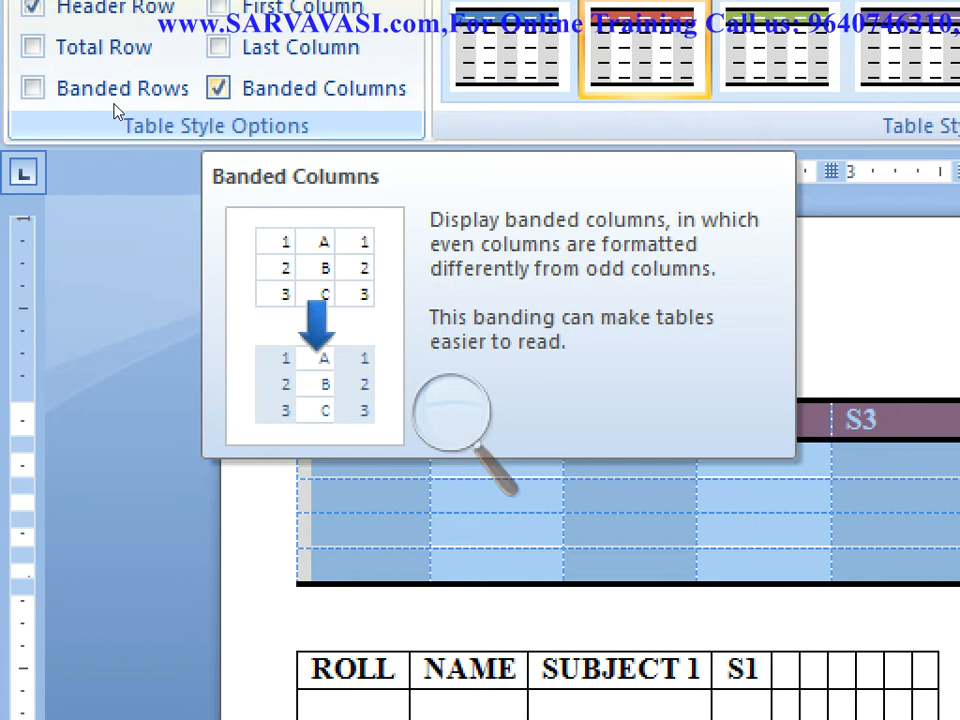 www.SARVAVASI.com,For Online Training Call us: 9640746310,
Header Row First Column
Total Row Last Column
Banded Rows Banded Columns
Table Style Options
Table Sty
L
3
1
Banded Columns
1 A 1
2 B 2
3 C 3
1 A 1
2 B 2
3 C 3
Display banded columns, in which
even columns are formatted
differently from odd columns.
This banding can make tables
easier to read.
S3
ROLL NAME SUBJECT 1 S1